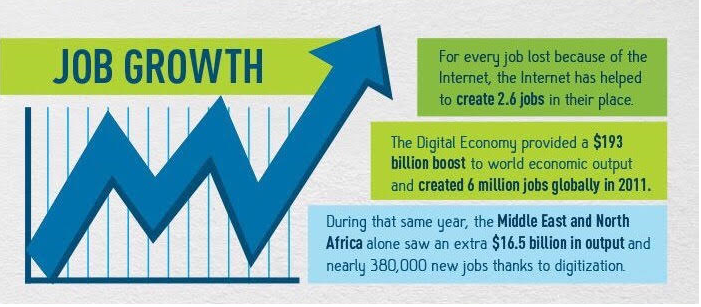 JOB GROWTH
For every job lost because of the
Internet, the Internet has helped
to create 2.6 jobs in their place.
The Digital Economy provided a $193
billion boost to world economic output
and created 6 million jobs globally in 2011.
During that same year, the Middle East and North
Africa alone saw an extra $16.5 billion in output and
nearly 380,000 new jobs thanks to digitization.